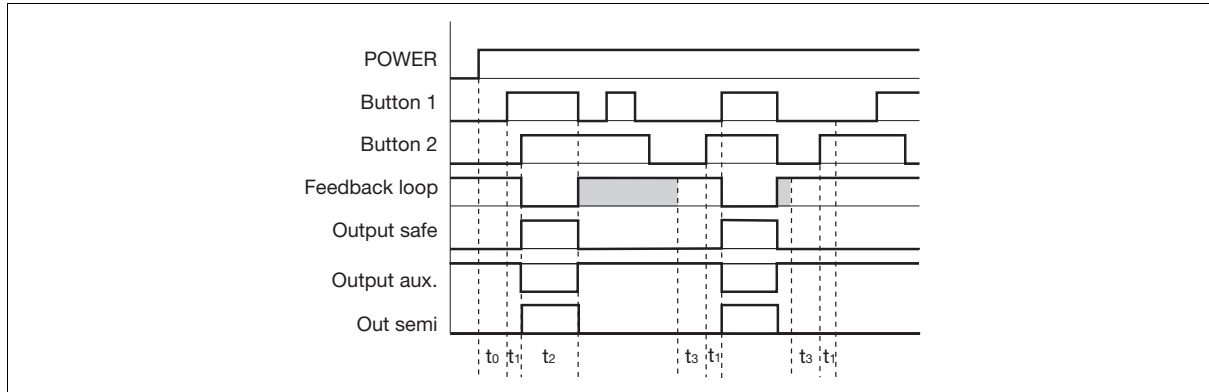 POWER
Button 1
Button 2
Feedback loop
Output safe
Output aux.
Out semi
t0 t1 t2 t3 t1 t3 t1